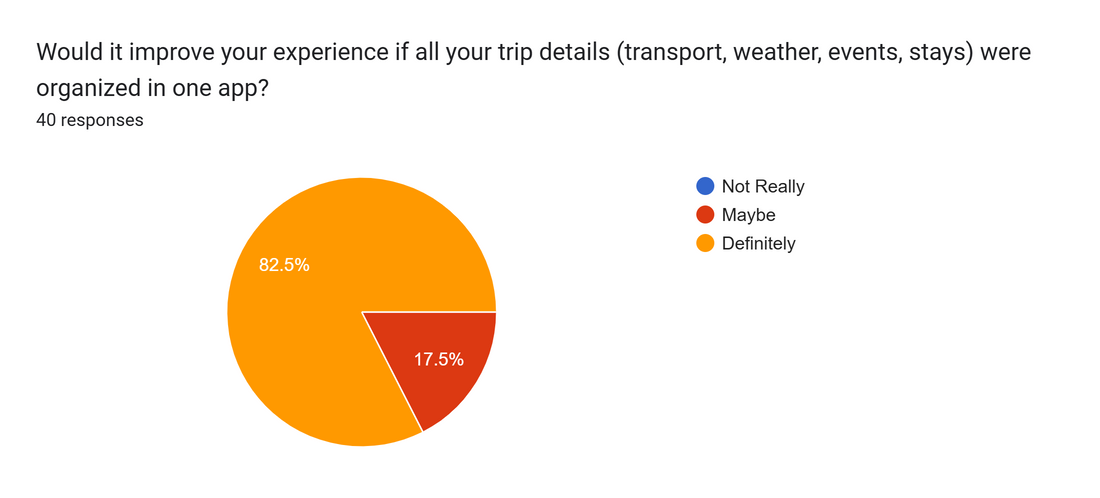 Would it improve your experience if all your trip details (transport, weather, events, stays) were
organized in one app?
40 responses
82.5%
17.5%
Not Really
Maybe
Definitely